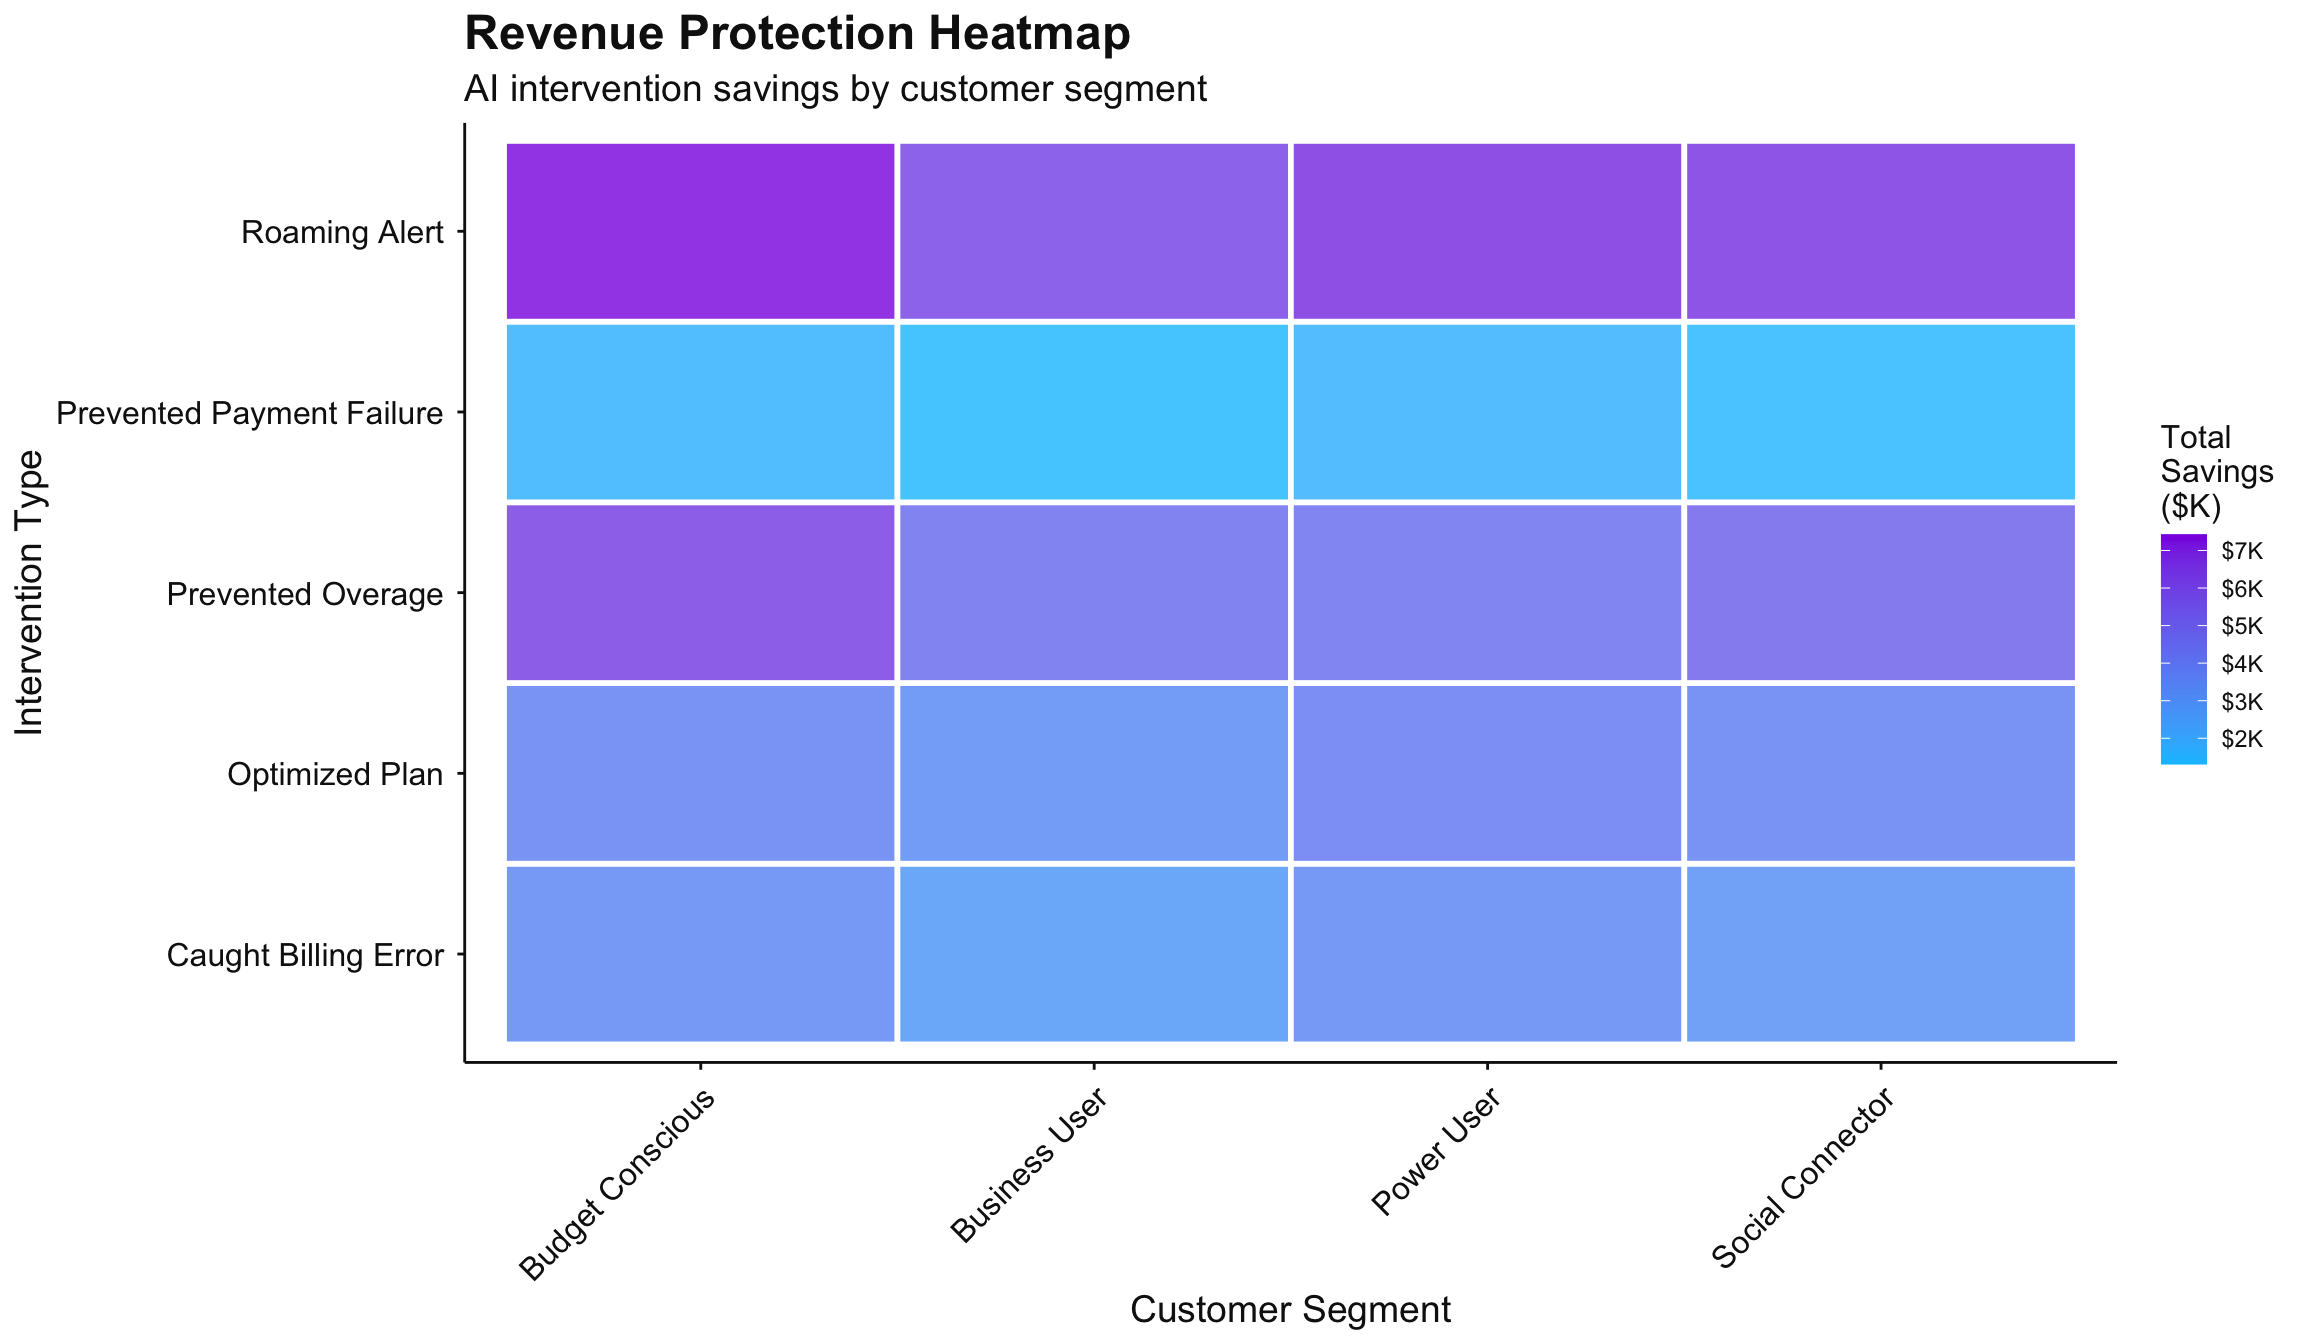 Revenue Protection Heatmap
AI intervention savings by customer segment
Intervention Type
Roaming Alert
Prevented Payment Failure
Prevented Overage
Optimized Plan
Caught Billing Error
Budget Conscious
Business User
Power User
Social Connector
Customer Segment
Total
Savings
($K)
$7K
$6K
$5K
$4K
$3K
$2K